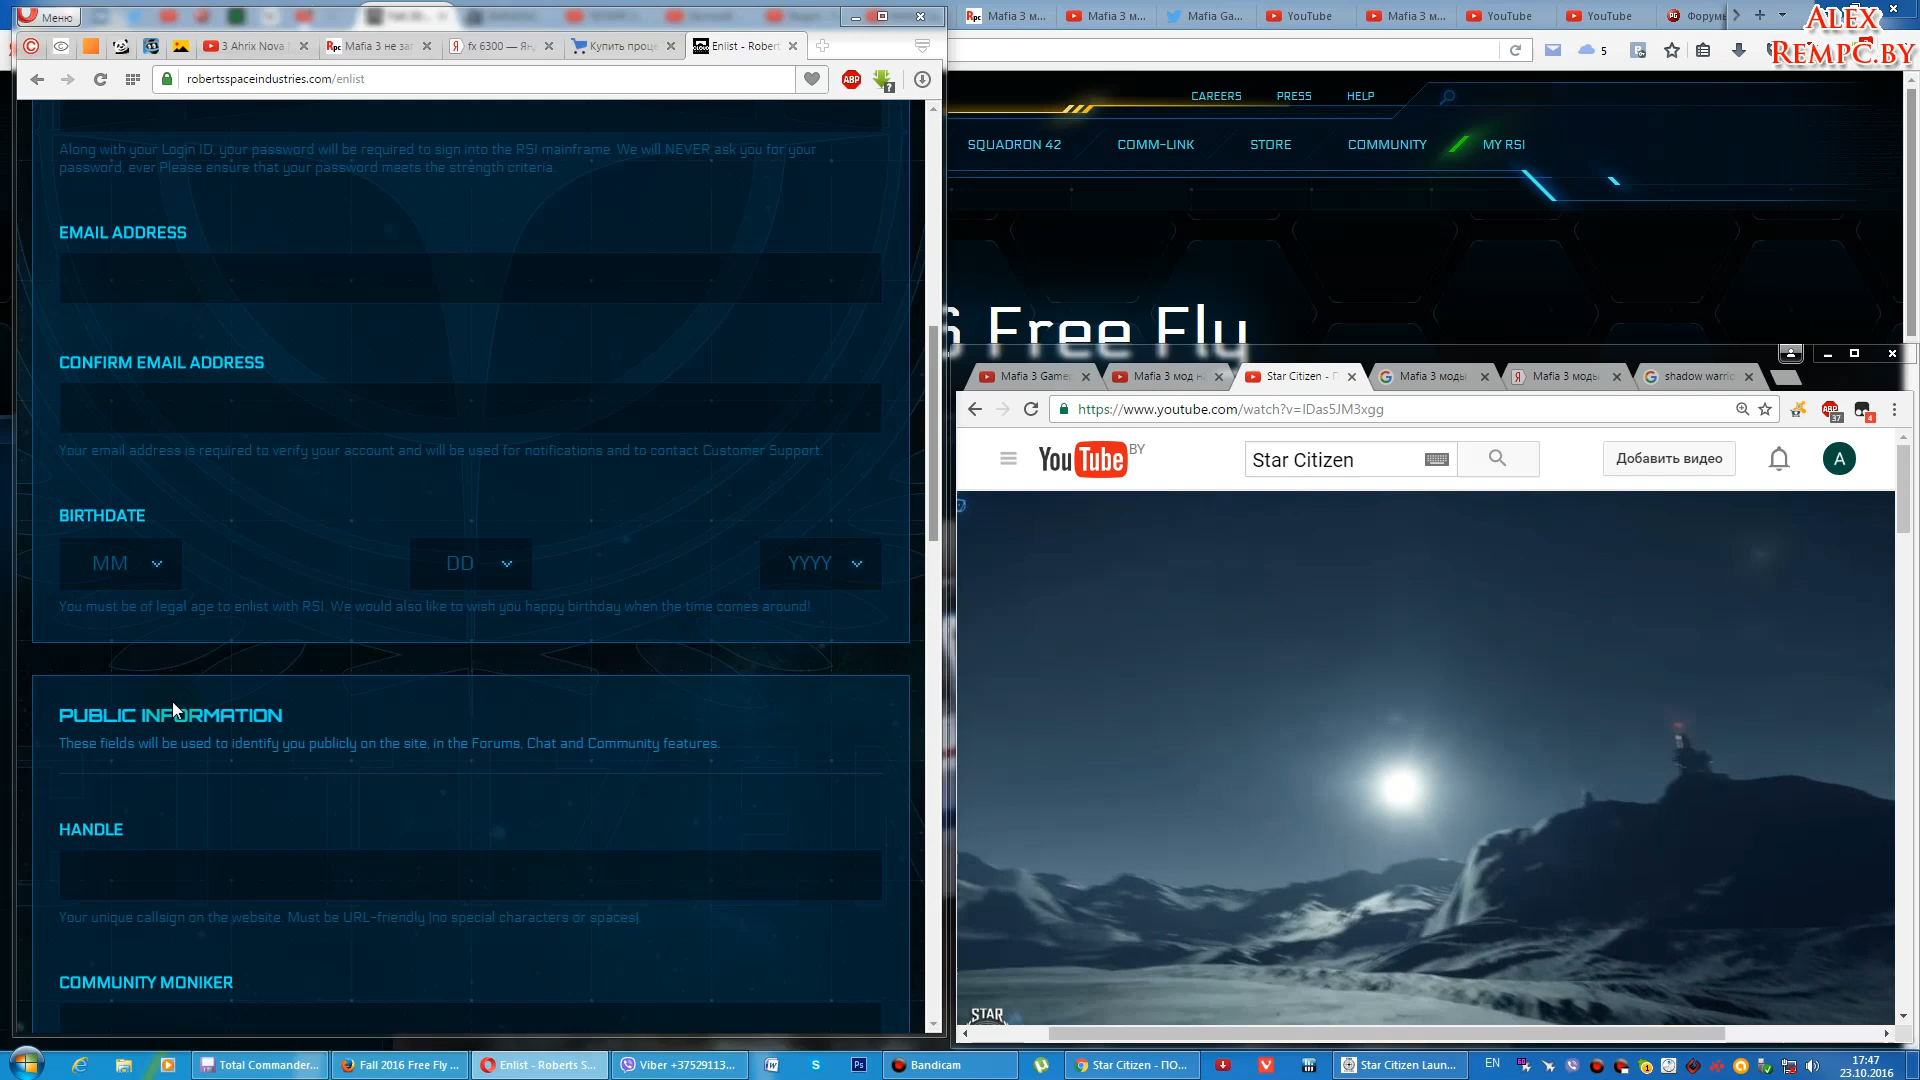 Меню
3 Ahrix Nova
Mafia 3 не заг
fx 6300 — Янд
Купить проце
Enlist - Robert
robertsspaceindustries.com/enlist
Along with your Login ID, your password will be required to sign into the RSI mainframe. We will NEVER ask you for your
password, ever Please ensure that your password meets the strength criteria.
EMAIL ADDRESS
CONFIRM EMAIL ADDRESS
Your email address is required to verify your account and will be used for notifications and to contact Customer Support.
BIRTHDATE
MM
DD
YYYY
You must be of legal age to enlist with RSI. We would also like to wish you happy birthday when the time comes around!
PUBLIC INFORMATION
These fields will be used to identify you publicly on the site, in the Forums, Chat and Community features.
HANDLE
Your unique callsign on the website. Must be URL-friendly (no special characters or spaces).
COMMUNITY MONIKER
Mafia 3 м...
Mafia 3 м...
Mafia Ga...
YouTube
Mafia 3 м...
YouTube
YouTube
Форумы
ALEX
REMPC.BY
5
CAREERS
PRESS
HELP
SQUADRON 42
COMM-LINK
STORE
COMMUNITY
MY RSI
6 Free Fly
Mafia 3 Game
Mafia 3 мод н
Star Citizen - П
Mafia 3 моды
Mafia 3 моды
shadow warrio
https://www.youtube.com/watch?v=IDas5JM3xgg
ABP
37
4
YouTube BY
Star Citizen
Добавить видео
A
STAR
Total Commander...
Fall 2016 Free Fly ...
Enlist - Roberts S...
Viber +37529113...
Bandicam
Star Citizen - ПО...
Star Citizen Laun...
EN
17:47
23.10.2016